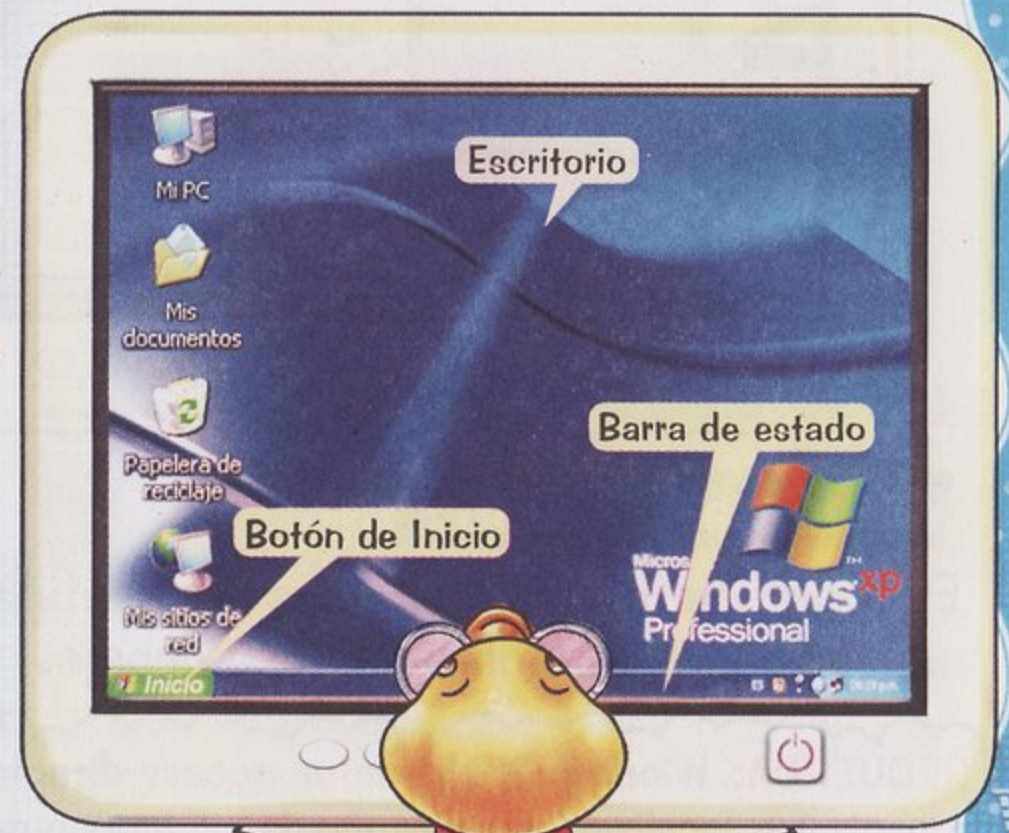 Mi PC
Escritorio
Mis
documentos
Barra de estado
Papelera de
reciclaje
Botón de Inicio
Windows xp
Professional
Mis sitios de
red
Inicio
ES